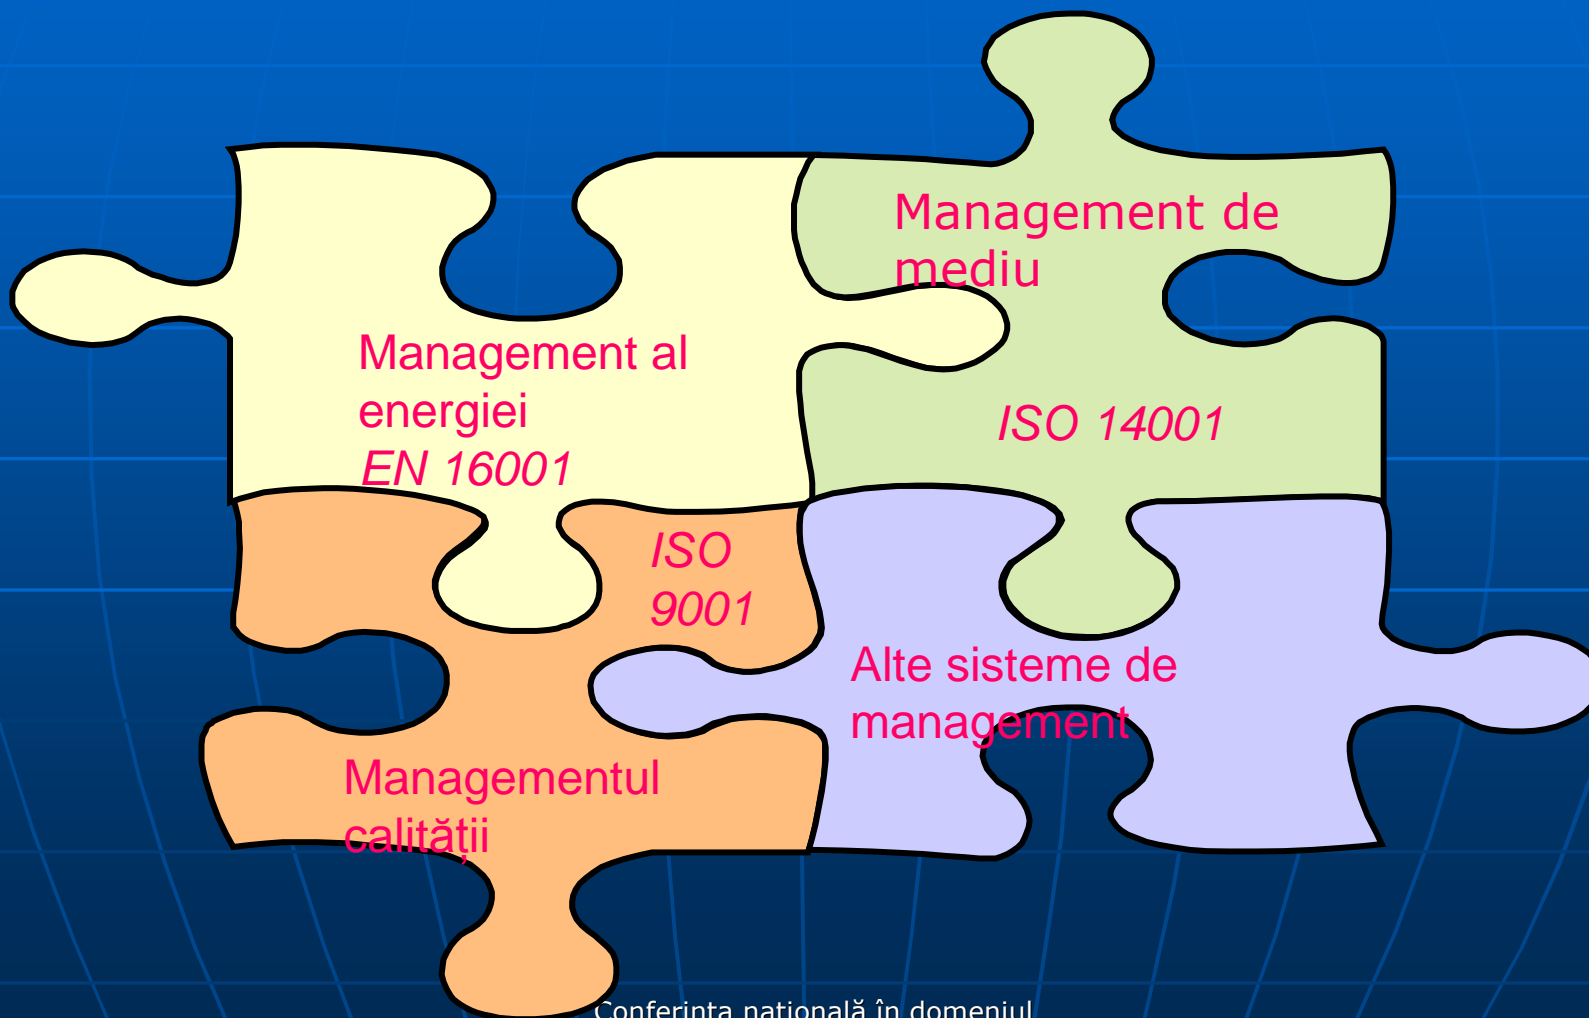 Management de
mediu
Management al
energiei
EN 16001
ISO 14001
ISO
9001
Alte sisteme de
management
Managementul
calității
Conferința națională în domeniul